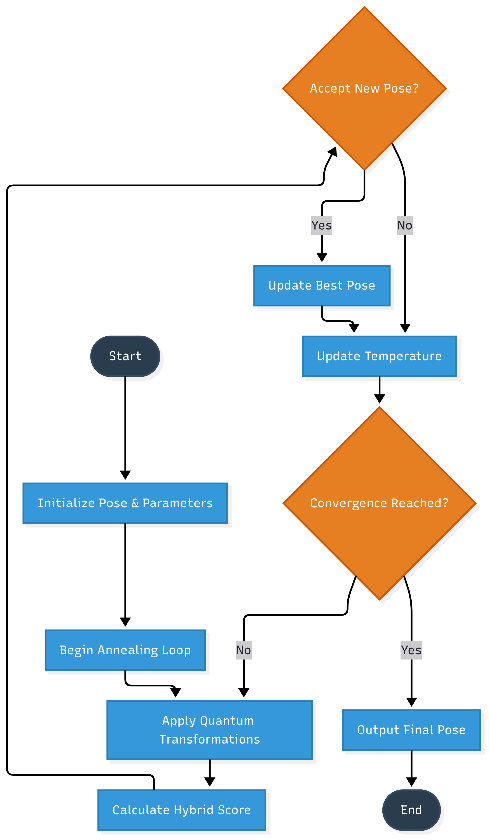 Accept New Pose?
Yes
No
Update Best Pose
Update Temperature
Start
Initialize Pose & Parameters
Convergence Reached?
Begin Annealing Loop
No
Yes
Apply Quantum
Transformations
Output Final Pose
Calculate Hybrid Score
End